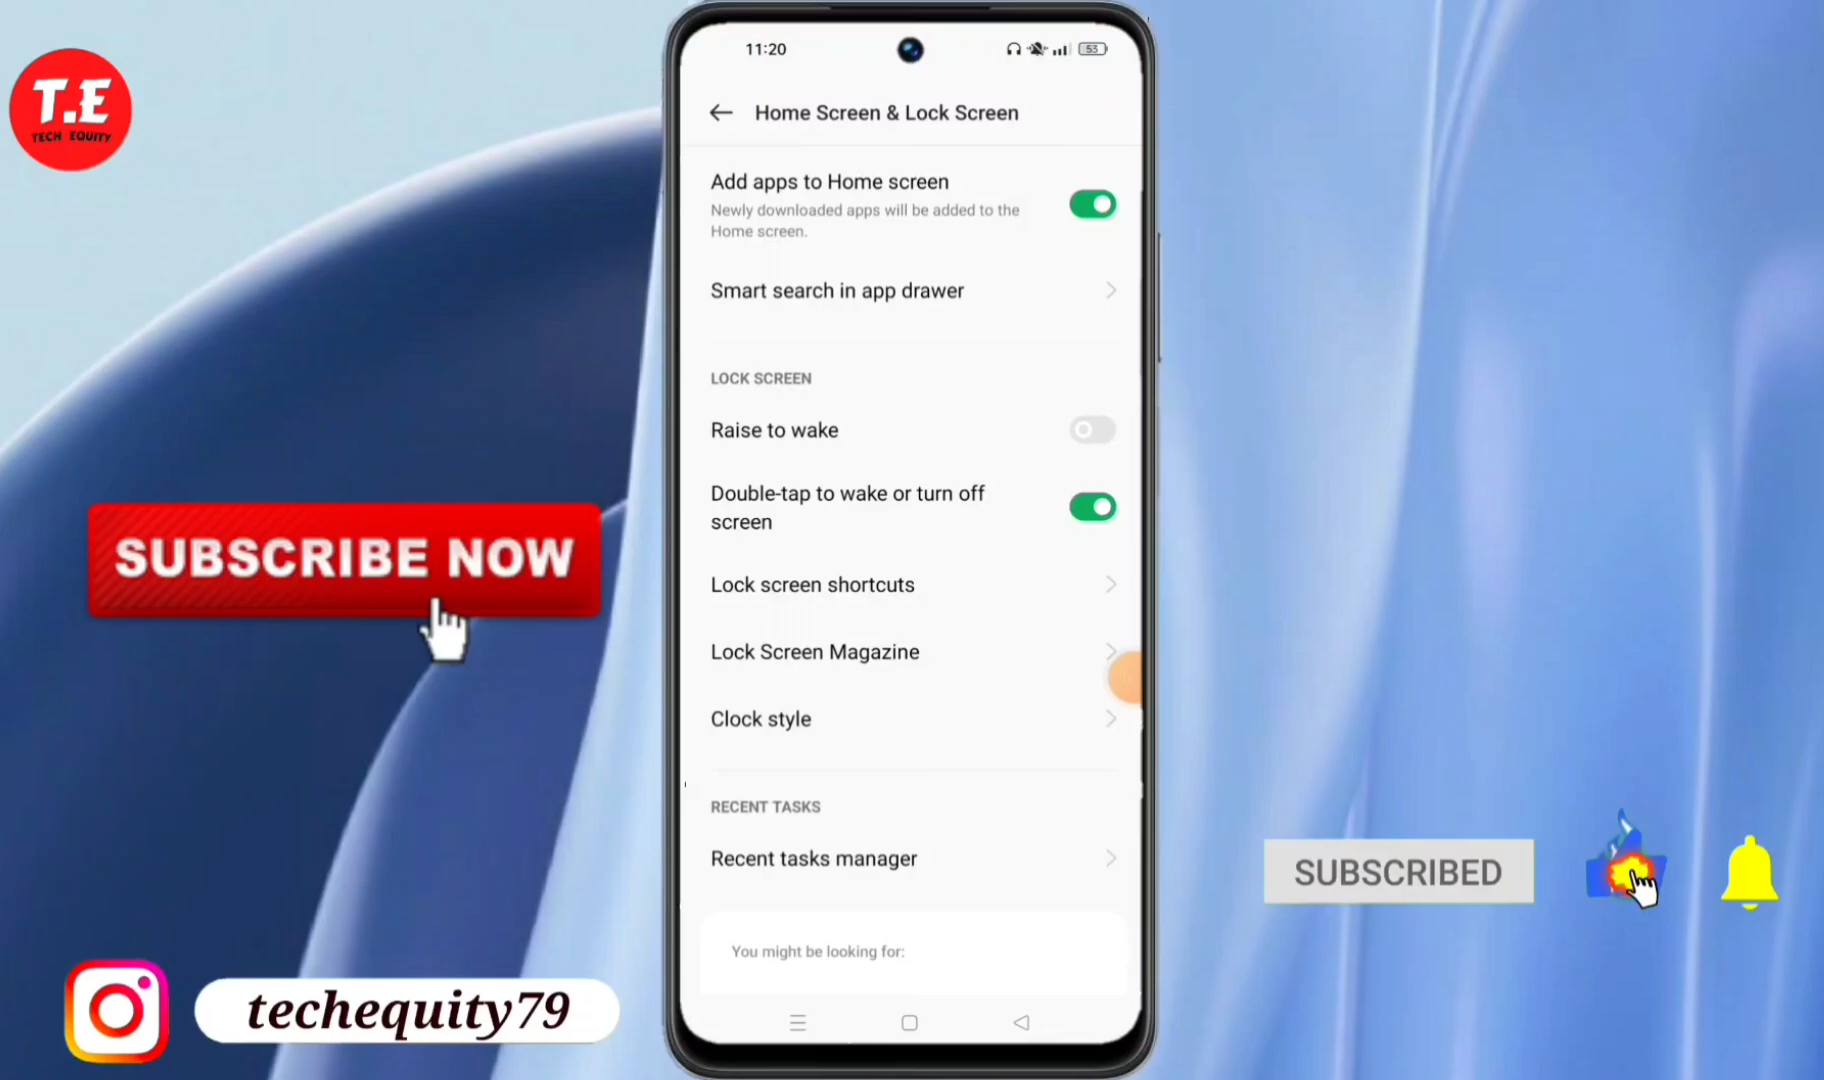 T.E
TECH EQUITY
11:20
53
Home Screen & Lock Screen
Add apps to Home screen
Newly downloaded apps will be added to the
Home screen.
Smart search in app drawer
LOCK SCREEN
Raise to wake
Double-tap to wake or turn off
screen
Lock screen shortcuts
Lock Screen Magazine
Clock style
RECENT TASKS
Recent tasks manager
You might be looking for:
SUBSCRIBE NOW
SUBSCRIBED
techequity79